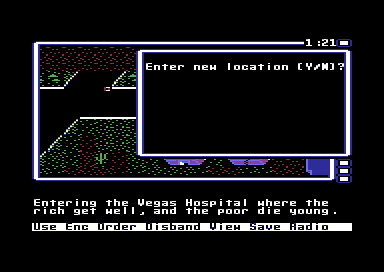 1:21
Enter new location (Y/N)?
Entering the Vegas Hospital where the
rich get well, and the poor die young.
Use Enc Order Disband View Save Radio